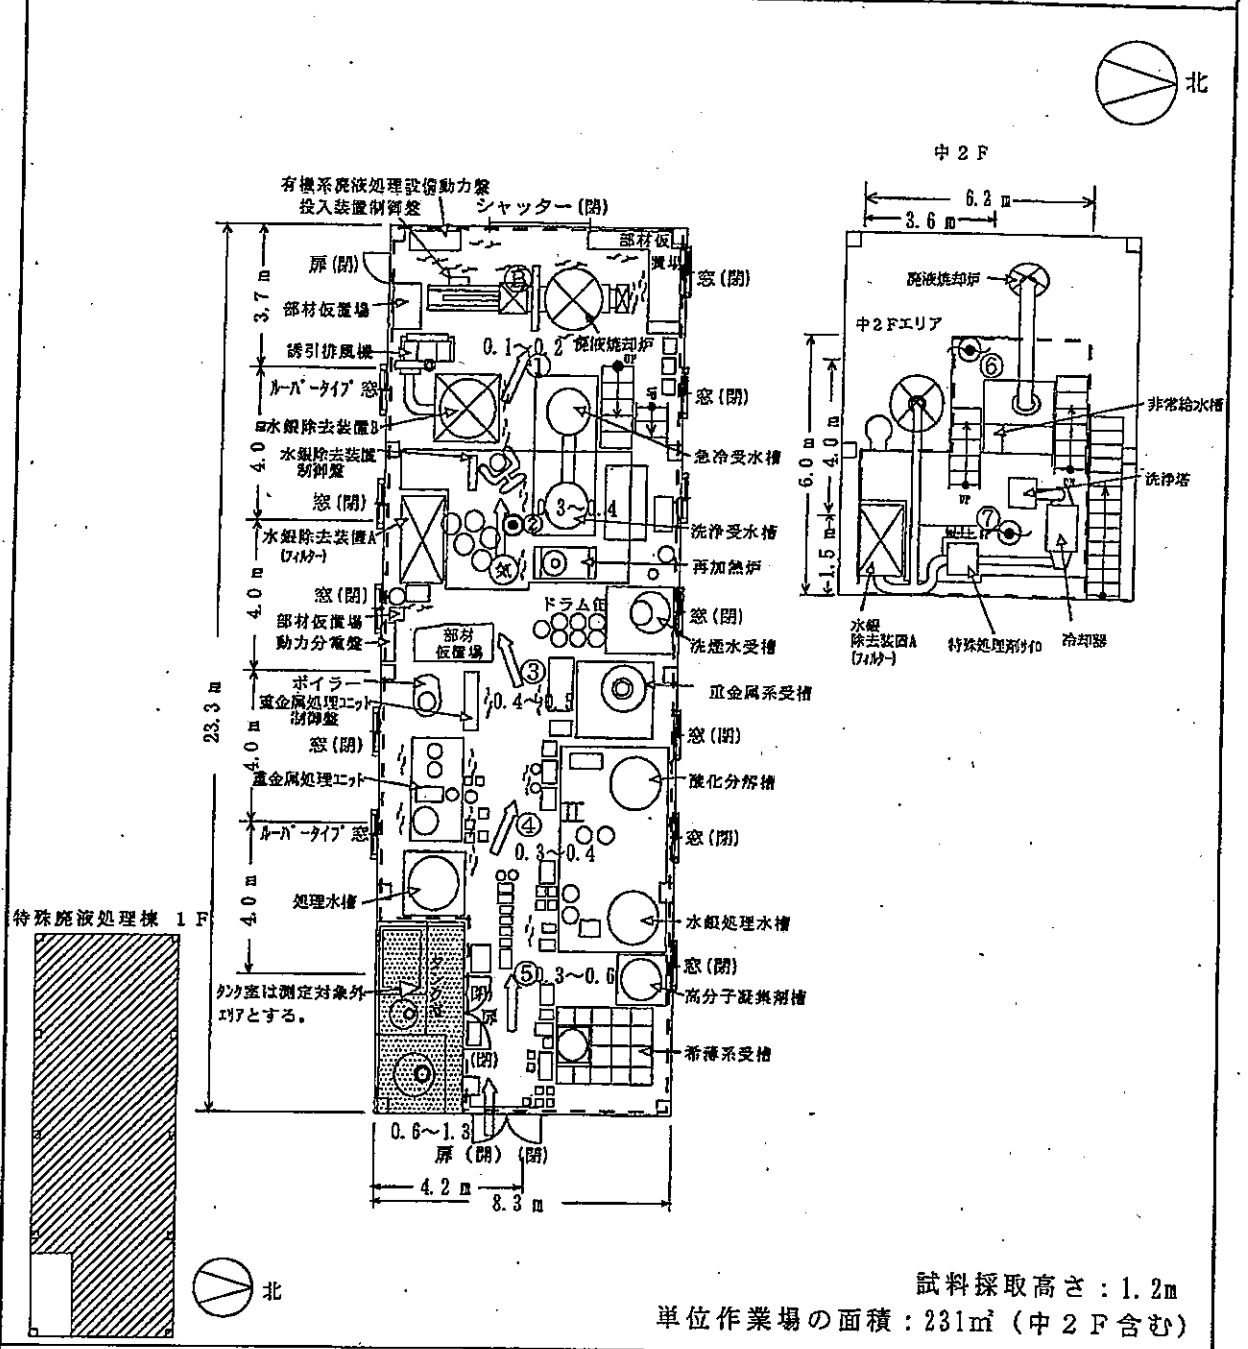 北
中2F
6.2 m
3.6 m
廃液焼却炉
中2Fエリア
⑥
非常給水槽
6.0 m
4.0 m
洗浄塔
UP
⑦
1.5 m
水銀
除去装置A
(フィルター)
特殊処理剤サイロ
冷却器
有機系廃液処理設備動力盤
投入装置制御盤
シャッター(閉)
部材仮
置場
扉(閉)
窓(閉)
B
3.7 m
部材仮置場
誘引排風機
0.1～0.2
廃液焼却炉
UP
①
ルーバータイプ窓
窓(閉)
水銀除去装置B
急冷受水槽
水銀除去装置
制御盤
4.0 m
窓(閉)
0.3～0.4
②
洗浄受水槽
水銀除去装置A
(フィルター)
再加熱炉
4.0 m
窓(閉)
ドラム缶
窓(閉)
部材仮置場
動力分電盤
部材
仮置場
洗煙水受槽
③
ボイラー
重金属系受槽
重金属処理ユニット
制御盤
23.3 m
4.0 m
窓(閉)
窓(閉)
重金属処理ユニット
酸化分解槽
ルーバータイプ窓
④
窓(閉)
0.3～0.4
処理水槽
4.0 m
水銀処理水槽
特殊廃液処理棟 1F
タンク室
⑤
0.3～0.6
窓(閉)
タンク室は測定対象外
エリアとする。
(閉)
扉
(閉)
高分子凝集剤槽
希薄系受槽
0.6～1.3
扉(開)(閉)
4.2 m
8.3 m
北
試料採取高さ：1.2m
単位作業場の面積：231㎡（中2F含む）